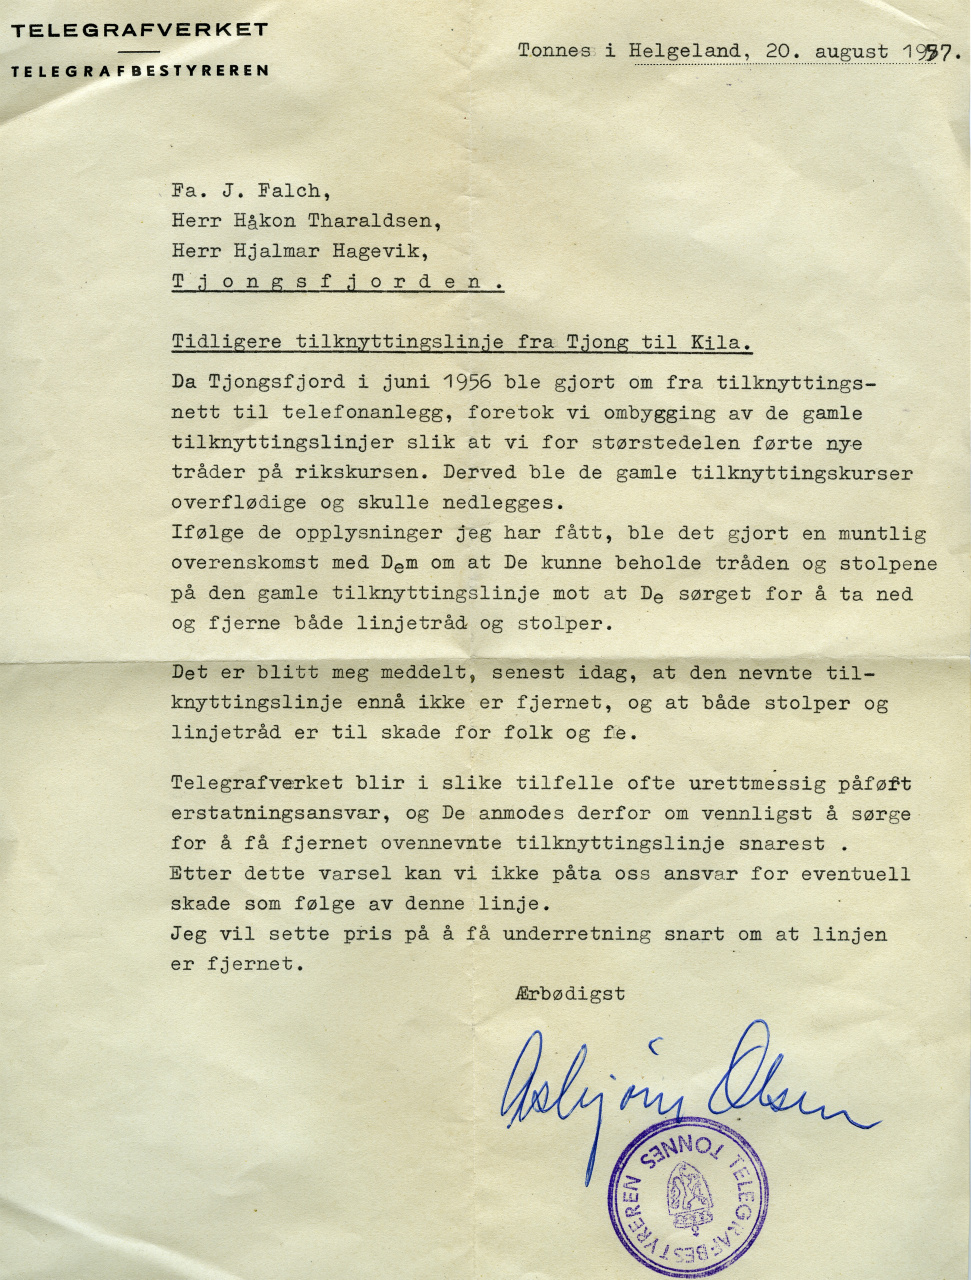 TELEGRAFVERKET
TELEGRAFBESTYREREN
Tonnes i Helgeland, 20. august 1957.
Fa. J. Falch,
Herr Håkon Tharaldsen,
Herr Hjalmar Hagevik,
T j o n g s f j o r d e n .
Tidligere tilknyttingslinje fra Tjong til Kila.
Da Tjongsfjord i juni 1956 ble gjort om fra tilknyttings-
nett til telefonanlegg, foretok vi ombygging av de gamle
tilknyttingslinjer slik at vi for størstedelen førte nye
tråder på rikskursen. Derved ble de gamle tilknyttingskurser
overflødige og skulle nedlegges.
Ifølge de opplysninger jeg har fått, ble det gjort en muntlig
overenskomst med Dem om at De kunne beholde tråden og stolpene
på den gamle tilknyttingslinje mot at De sørget for å ta ned
og fjerne både linjetråd og stolper.
Det er blitt meg meddelt, senest idag, at den nevnte til-
knyttingslinje ennå ikke er fjernet, og at både stolper og
linjetråd er til skade for folk og fe.
Telegrafverket blir i slike tilfelle ofte urettmessig påført
erstatningsansvar, og De anmodes derfor om vennligst å sørge
for å få fjernet ovennevnte tilknyttingslinje snarest .
Etter dette varsel kan vi ikke påta oss ansvar for eventuell
skade som følge av denne linje.
Jeg vil sette pris på å få underretning snart om at linjen
er fjernet.
Ærbødigst
Asbjørn Olsen
TELEGRAFBESTYREREN TONNES